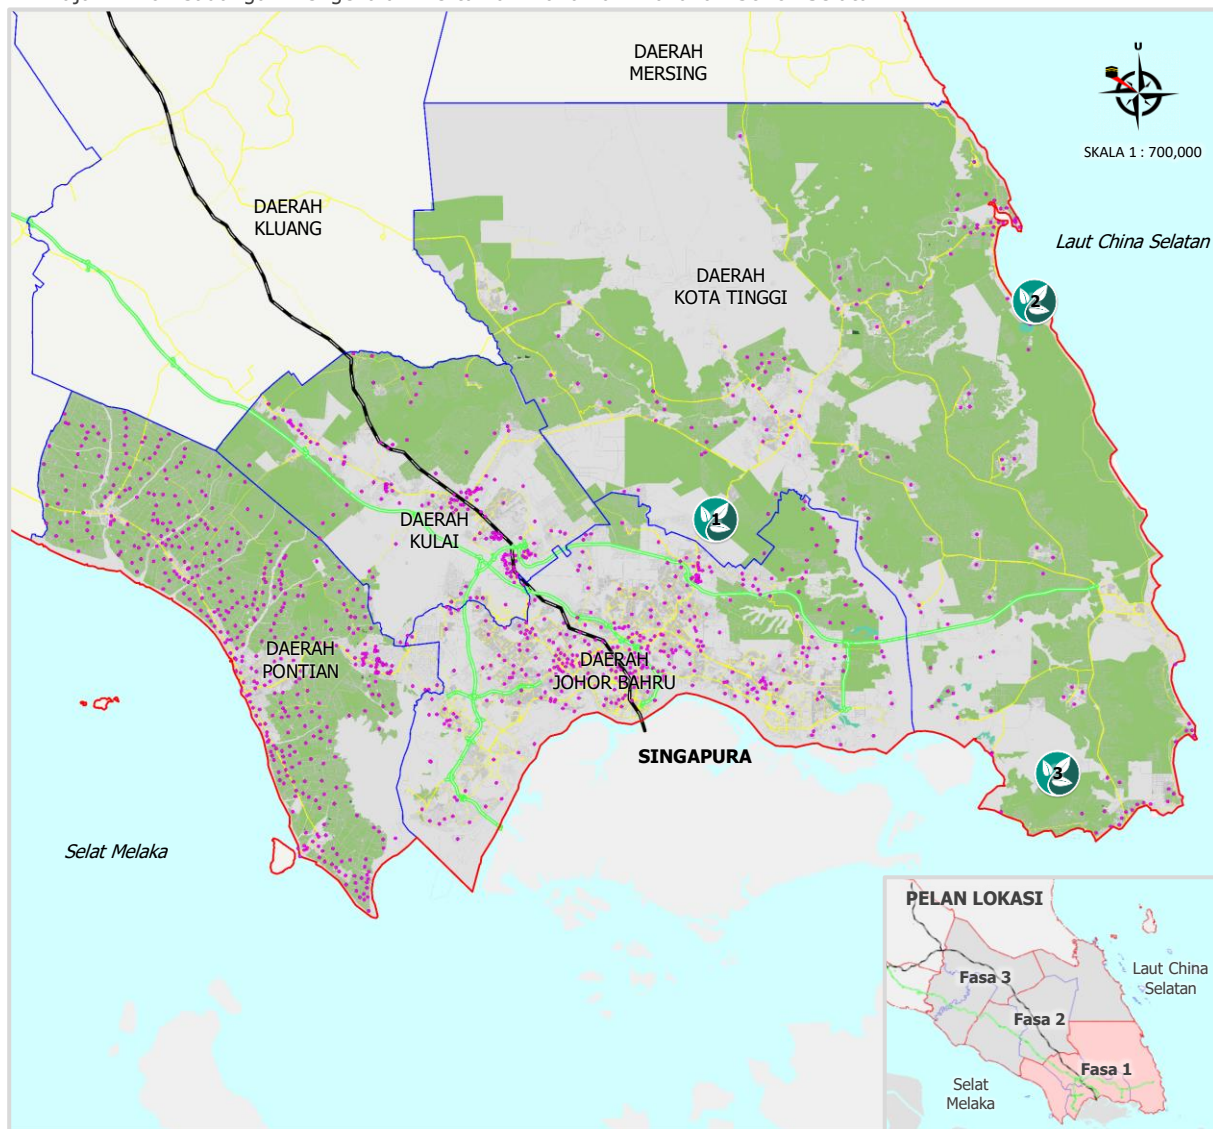 DAERAH
MERSING
U
SKALA 1 : 700,000
DAERAH
KLUANG
Laut China Selatan
DAERAH
KOTA TINGGI
2
1
DAERAH
KULAI
DAERAH
PONTIAN
DAERAH
JOHOR BAHRU
SINGAPURA
3
Selat Melaka
PELAN LOKASI
Fasa 3
Laut China
Selatan
Fasa 2
Fasa 1
Selat
Melaka